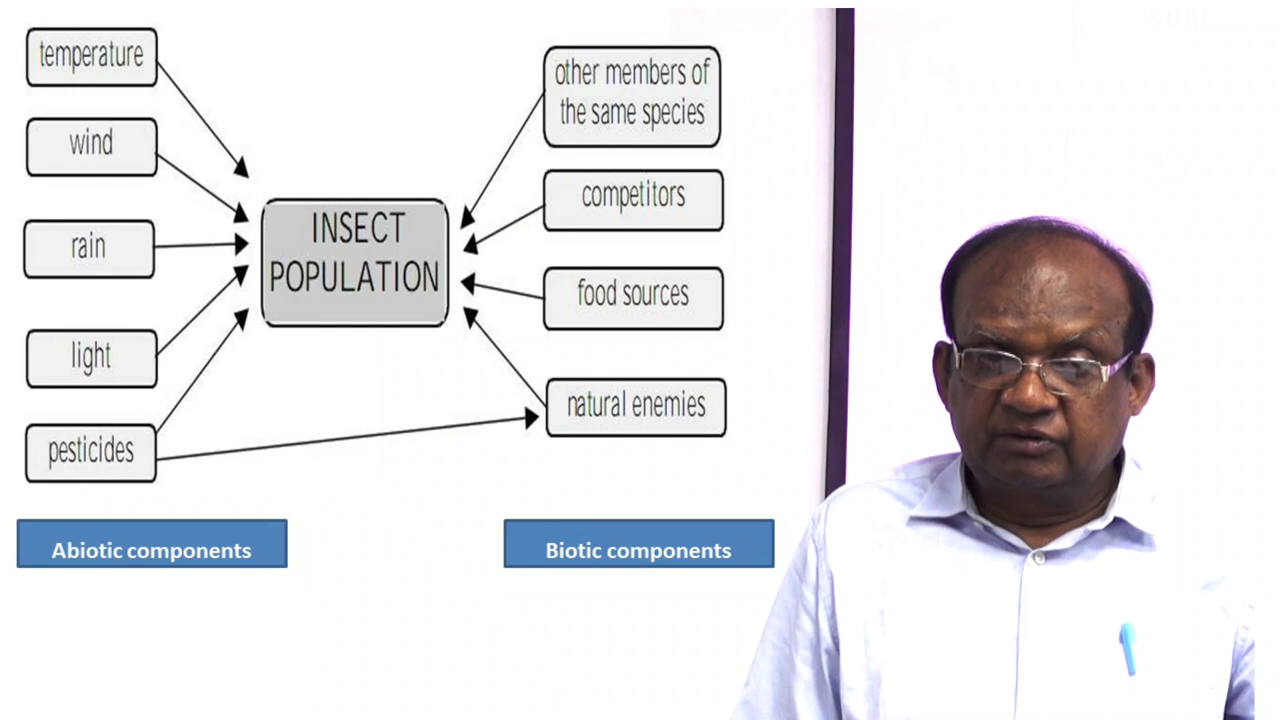 temperature
wind
rain
light
pesticides
INSECT
POPULATION
other members of
the same species
competitors
food sources
natural enemies
Abiotic components
Biotic components